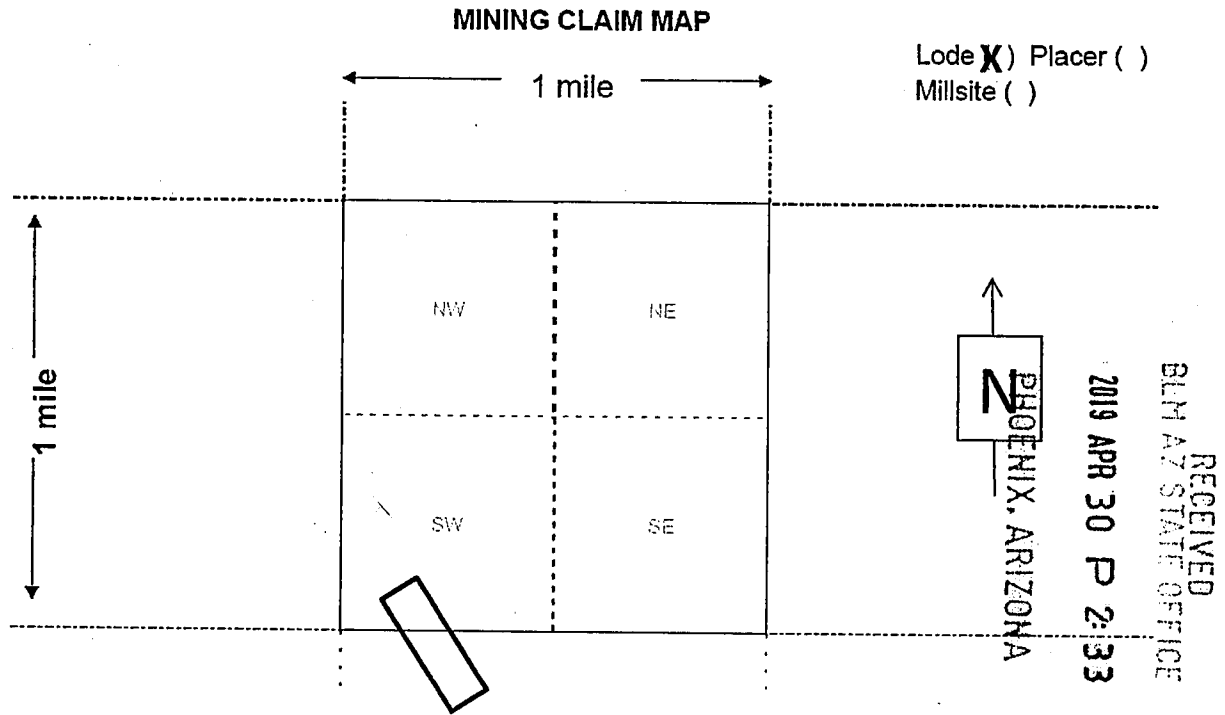 MINING CLAIM MAP
Lode X) Placer ( )
Millsite ( )
1 mile
1 mile
NW
NE
SW
SE
N
RECEIVED
BLM AZ STATE OFFICE
2019 APR 30 P 2:33
PHOENIX, ARIZONA